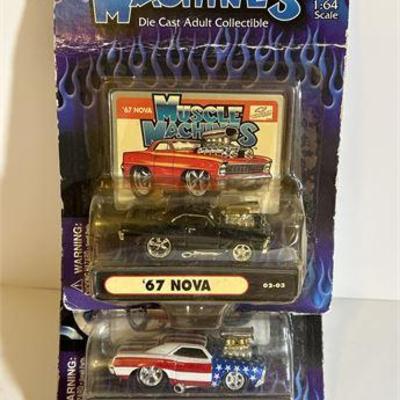 MACHINES
Die Cast Adult Collectible
1:64
Scale
'67 NOVA
MUSCLE
MACHINES
WARNING:
'67 NOVA
02-03
WARNING: